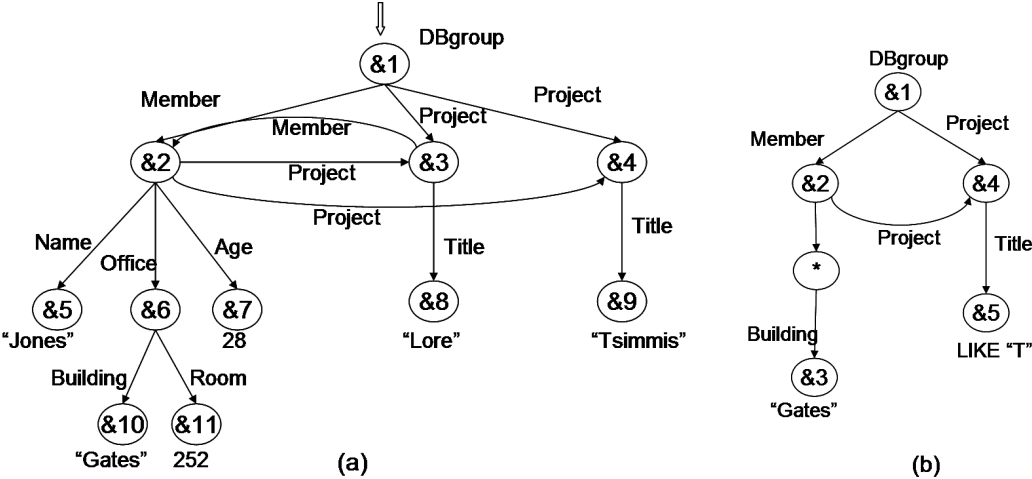 DBgroup
&1
Member
Project
Project
Member
&2
&3
&4
Project
Project
Name
Office
Age
Title
Title
&5
&6
&7
&8
&9
“Jones”
28
“Lore”
“Tsimmis”
Building
Room
&10
&11
“Gates”
252
(a)
DBgroup
&1
Member
Project
&2
&4
Project
Title
*
&5
LIKE “T”
Building
&3
“Gates”
(b)